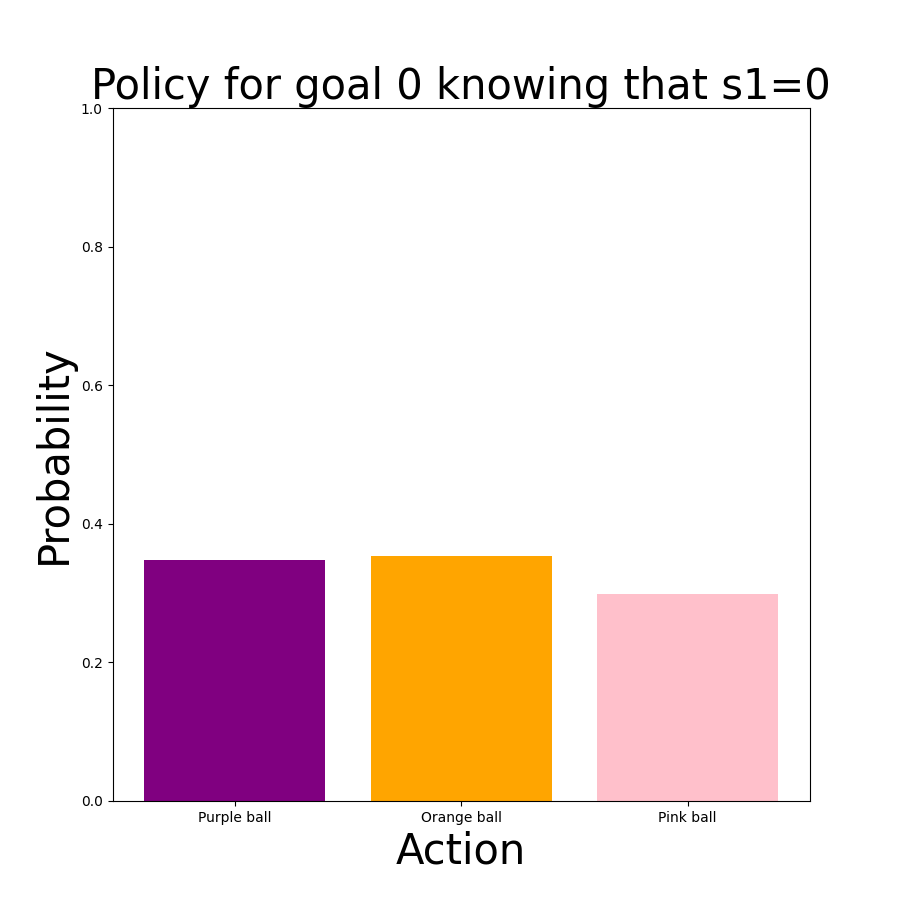 Policy for goal 0 knowing that s1=0
1.0
0.8
0.6
0.4
0.2
0.0
Probability
Purple ball
Orange ball
Pink ball
Action